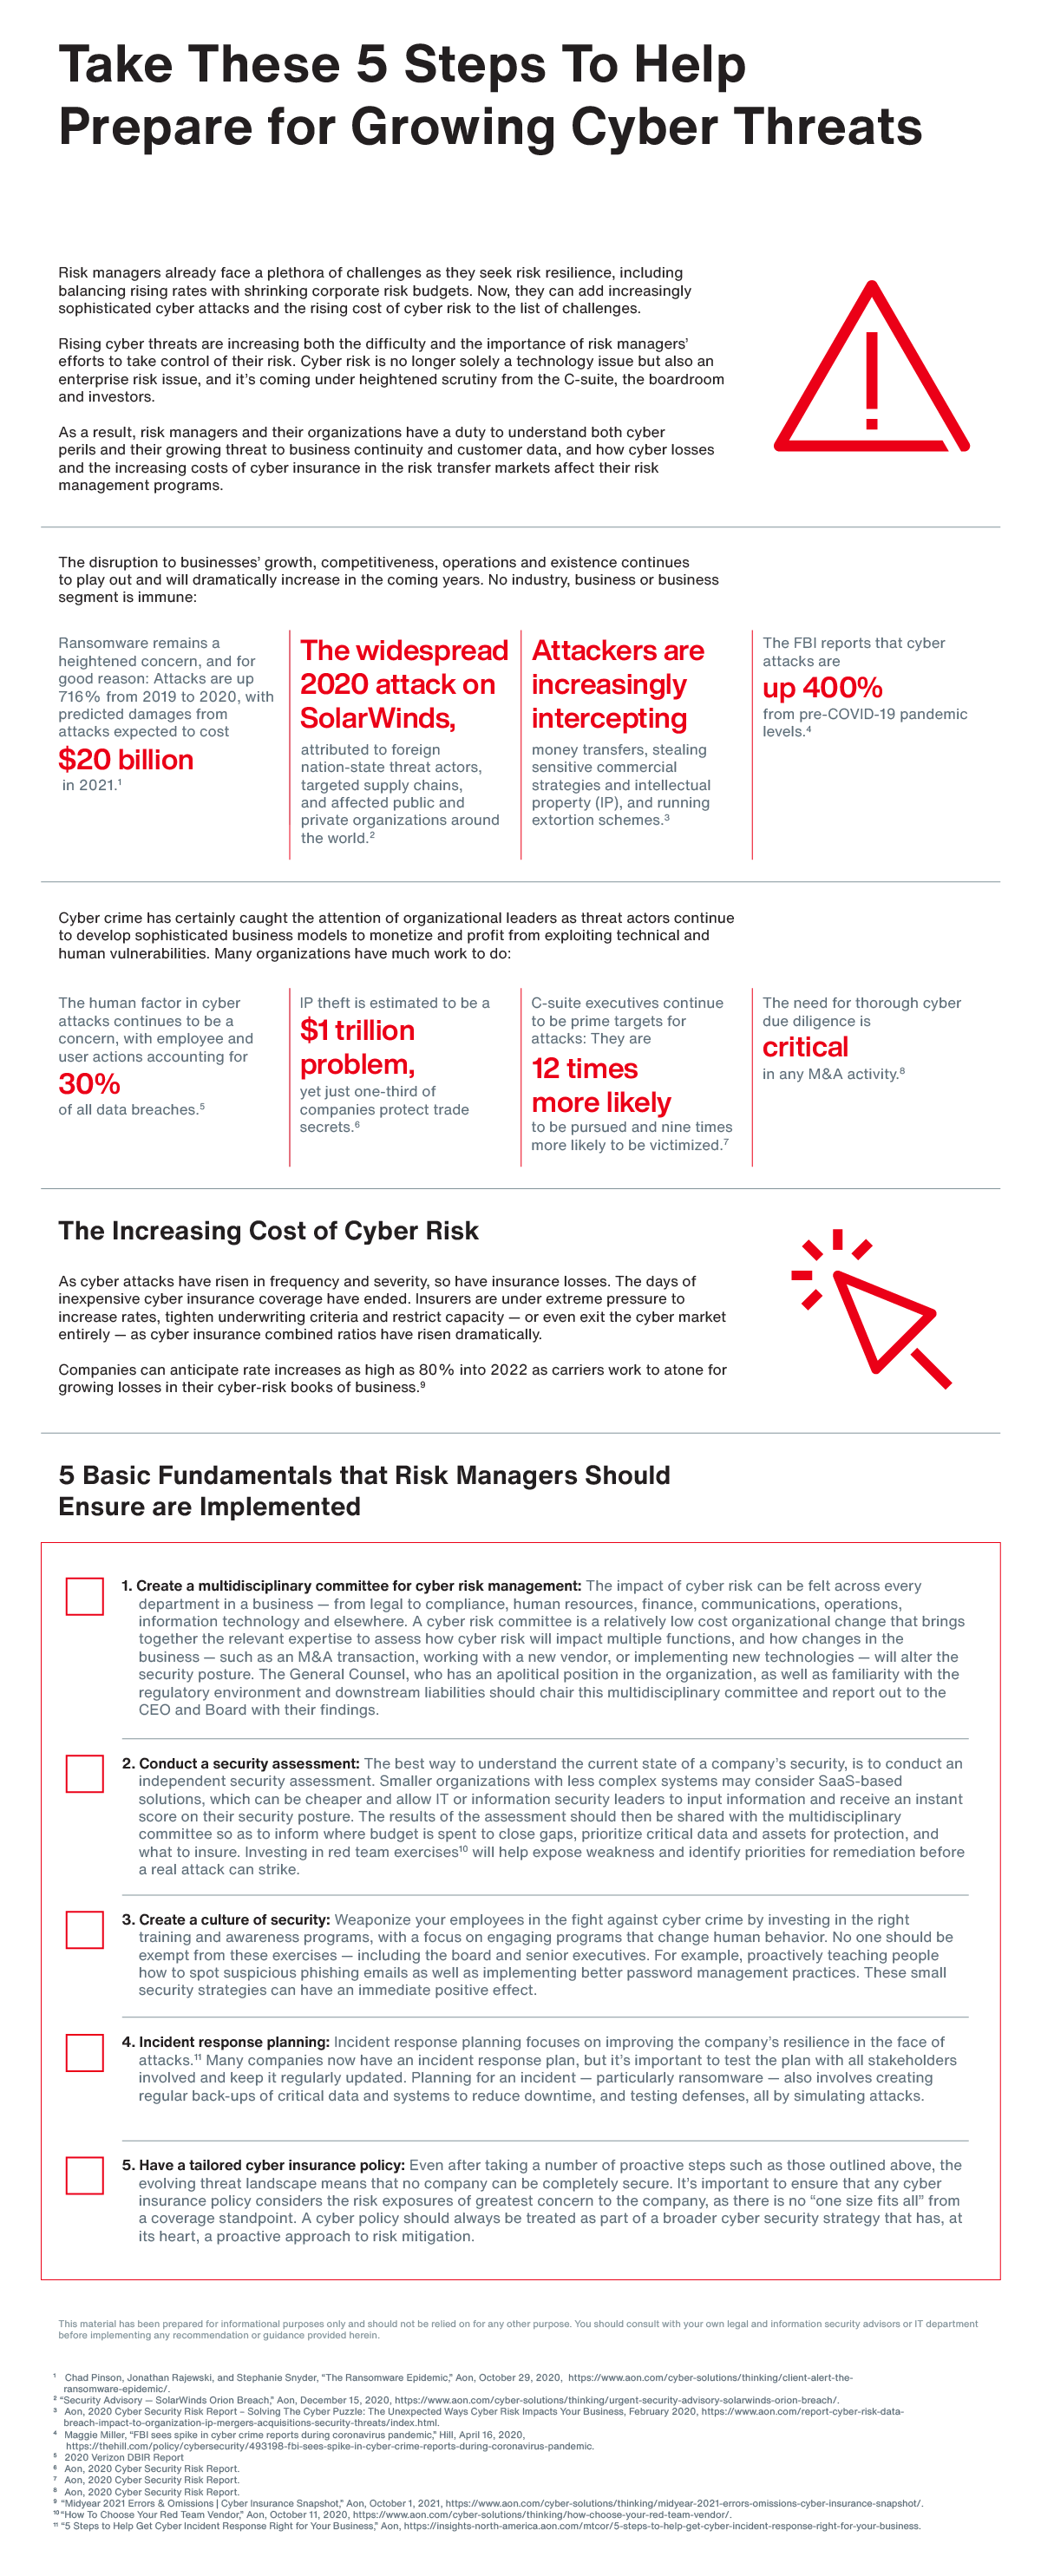 Take These 5 Steps To Help
Prepare for Growing Cyber Threats
Risk managers already face a plethora of challenges as they seek risk resilience, including
balancing rising rates with shrinking corporate risk budgets. Now, they can add increasingly
sophisticated cyber attacks and the rising cost of cyber risk to the list of challenges.
Rising cyber threats are increasing both the difficulty and the importance of risk managers’
efforts to take control of their risk. Cyber risk is no longer solely a technology issue but also an
enterprise risk issue, and it’s coming under heightened scrutiny from the C-suite, the boardroom
and investors.
As a result, risk managers and their organizations have a duty to understand both cyber
perils and their growing threat to business continuity and customer data, and how cyber losses
and the increasing costs of cyber insurance in the risk transfer markets affect their risk
management programs.
The disruption to businesses’ growth, competitiveness, operations and existence continues
to play out and will dramatically increase in the coming years. No industry, business or business
segment is immune:
Ransomware remains a
heightened concern, and for
good reason: Attacks are up
716% from 2019 to 2020, with
predicted damages from
attacks expected to cost
$20 billion
in 2021.¹
The widespread
2020 attack on
SolarWinds,
attributed to foreign
nation-state threat actors,
targeted supply chains,
and affected public and
private organizations around
the world.²
Attackers are
increasingly
intercepting
money transfers, stealing
sensitive commercial
strategies and intellectual
property (IP), and running
extortion schemes.³
The FBI reports that cyber
attacks are
up 400%
from pre-COVID-19 pandemic
levels.⁴
Cyber crime has certainly caught the attention of organizational leaders as threat actors continue
to develop sophisticated business models to monetize and profit from exploiting technical and
human vulnerabilities. Many organizations have much work to do:
The human factor in cyber
attacks continues to be a
concern, with employee and
user actions accounting for
30%
of all data breaches.⁵
IP theft is estimated to be a
$1 trillion
problem,
yet just one-third of
companies protect trade
secrets.⁶
C-suite executives continue
to be prime targets for
attacks: They are
12 times
more likely
to be pursued and nine times
more likely to be victimized.⁷
The need for thorough cyber
due diligence is
critical
in any M&A activity.⁸
The Increasing Cost of Cyber Risk
As cyber attacks have risen in frequency and severity, so have insurance losses. The days of
inexpensive cyber insurance coverage have ended. Insurers are under extreme pressure to
increase rates, tighten underwriting criteria and restrict capacity — or even exit the cyber market
entirely — as cyber insurance combined ratios have risen dramatically.
Companies can anticipate rate increases as high as 80% into 2022 as carriers work to atone for
growing losses in their cyber-risk books of business.⁹
5 Basic Fundamentals that Risk Managers Should
Ensure are Implemented
1. Create a multidisciplinary committee for cyber risk management: The impact of cyber risk can be felt across every
department in a business — from legal to compliance, human resources, finance, communications, operations,
information technology and elsewhere. A cyber risk committee is a relatively low cost organizational change that brings
together the relevant expertise to assess how cyber risk will impact multiple functions, and how changes in the
business — such as an M&A transaction, working with a new vendor, or implementing new technologies — will alter the
security posture. The General Counsel, who has an apolitical position in the organization, as well as familiarity with the
regulatory environment and downstream liabilities should chair this multidisciplinary committee and report out to the
CEO and Board with their findings.
2. Conduct a security assessment: The best way to understand the current state of a company’s security, is to conduct an
independent security assessment. Smaller organizations with less complex systems may consider SaaS-based
solutions, which can be cheaper and allow IT or information security leaders to input information and receive an instant
score on their security posture. The results of the assessment should then be shared with the multidisciplinary
committee so as to inform where budget is spent to close gaps, prioritize critical data and assets for protection, and
what to insure. Investing in red team exercises¹⁰ will help expose weakness and identify priorities for remediation before
a real attack can strike.
3. Create a culture of security: Weaponize your employees in the fight against cyber crime by investing in the right
training and awareness programs, with a focus on engaging programs that change human behavior. No one should be
exempt from these exercises — including the board and senior executives. For example, proactively teaching people
how to spot suspicious phishing emails as well as implementing better password management practices. These small
security strategies can have an immediate positive effect.
4. Incident response planning: Incident response planning focuses on improving the company’s resilience in the face of
attacks.¹¹ Many companies now have an incident response plan, but it’s important to test the plan with all stakeholders
involved and keep it regularly updated. Planning for an incident — particularly ransomware — also involves creating
regular back-ups of critical data and systems to reduce downtime, and testing defenses, all by simulating attacks.
5. Have a tailored cyber insurance policy: Even after taking a number of proactive steps such as those outlined above, the
evolving threat landscape means that no company can be completely secure. It’s important to ensure that any cyber
insurance policy considers the risk exposures of greatest concern to the company, as there is no “one size fits all” from
a coverage standpoint. A cyber policy should always be treated as part of a broader cyber security strategy that has, at
its heart, a proactive approach to risk mitigation.
This material has been prepared for informational purposes only and should not be relied on for any other purpose. You should consult with your own legal and information security advisors or IT department
before implementing any recommendation or guidance provided herein.
¹ Chad Pinson, Jonathan Rajewski, and Stephanie Snyder, “The Ransomware Epidemic,” Aon, October 29, 2020, https://www.aon.com/cyber-solutions/thinking/client-alert-the-
ransomware-epidemic/.
² “Security Advisory — SolarWinds Orion Breach,” Aon, December 15, 2020, https://www.aon.com/cyber-solutions/thinking/urgent-security-advisory-solarwinds-orion-breach/.
³ Aon, 2020 Cyber Security Risk Report – Solving The Cyber Puzzle: The Unexpected Ways Cyber Risk Impacts Your Business, February 2020, https://www.aon.com/report-cyber-risk-data-
breach-impact-to-organization-ip-mergers-acquisitions-security-threats/index.html.
⁴ Maggie Miller, “FBI sees spike in cyber crime reports during coronavirus pandemic,” Hill, April 16, 2020,
https://thehill.com/policy/cybersecurity/493198-fbi-sees-spike-in-cyber-crime-reports-during-coronavirus-pandemic.
⁵ 2020 Verizon DBIR Report
⁶ Aon, 2020 Cyber Security Risk Report.
⁷ Aon, 2020 Cyber Security Risk Report.
⁸ Aon, 2020 Cyber Security Risk Report.
⁹ “Midyear 2021 Errors & Omissions | Cyber Insurance Snapshot,” Aon, October 1, 2021, https://www.aon.com/cyber-solutions/thinking/midyear-2021-errors-omissions-cyber-insurance-snapshot/.
¹⁰ “How To Choose Your Red Team Vendor,” Aon, October 11, 2020, https://www.aon.com/cyber-solutions/thinking/how-choose-your-red-team-vendor/.
¹¹ “5 Steps to Help Get Cyber Incident Response Right for Your Business,” Aon, https://insights-north-america.aon.com/mtcor/5-steps-to-help-get-cyber-incident-response-right-for-your-business.